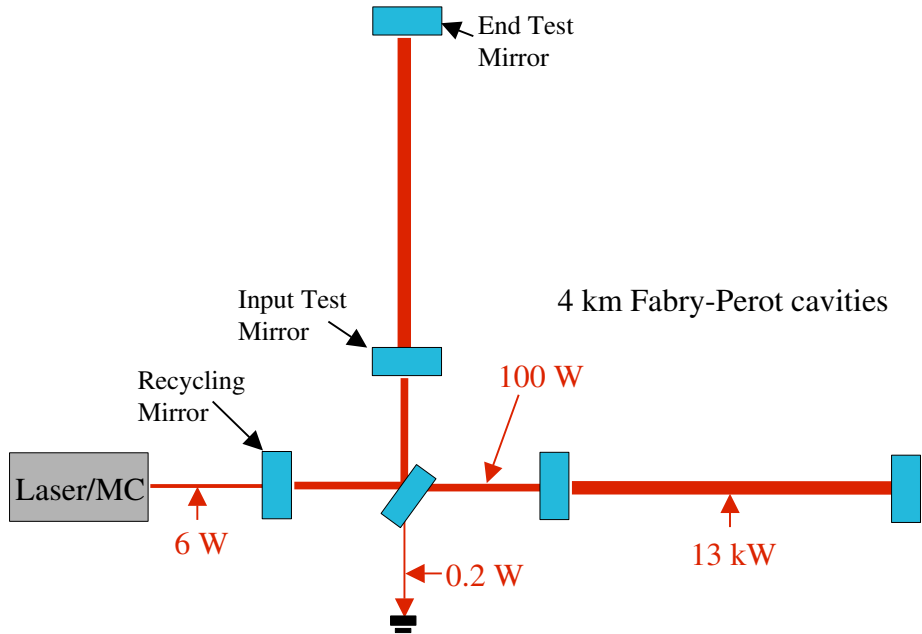 End Test
Mirror
Input Test
Mirror
4 km Fabry-Perot cavities
100 W
Recycling
Mirror
Laser/MC
6 W
13 kW
0.2 W